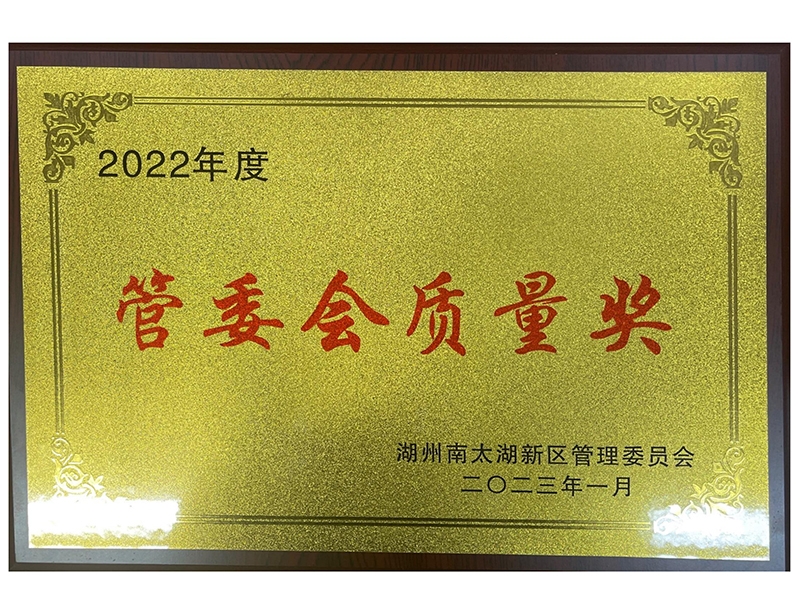 2022年度
管委会质量奖
湖州南太湖新区管理委员会
二〇二三年一月